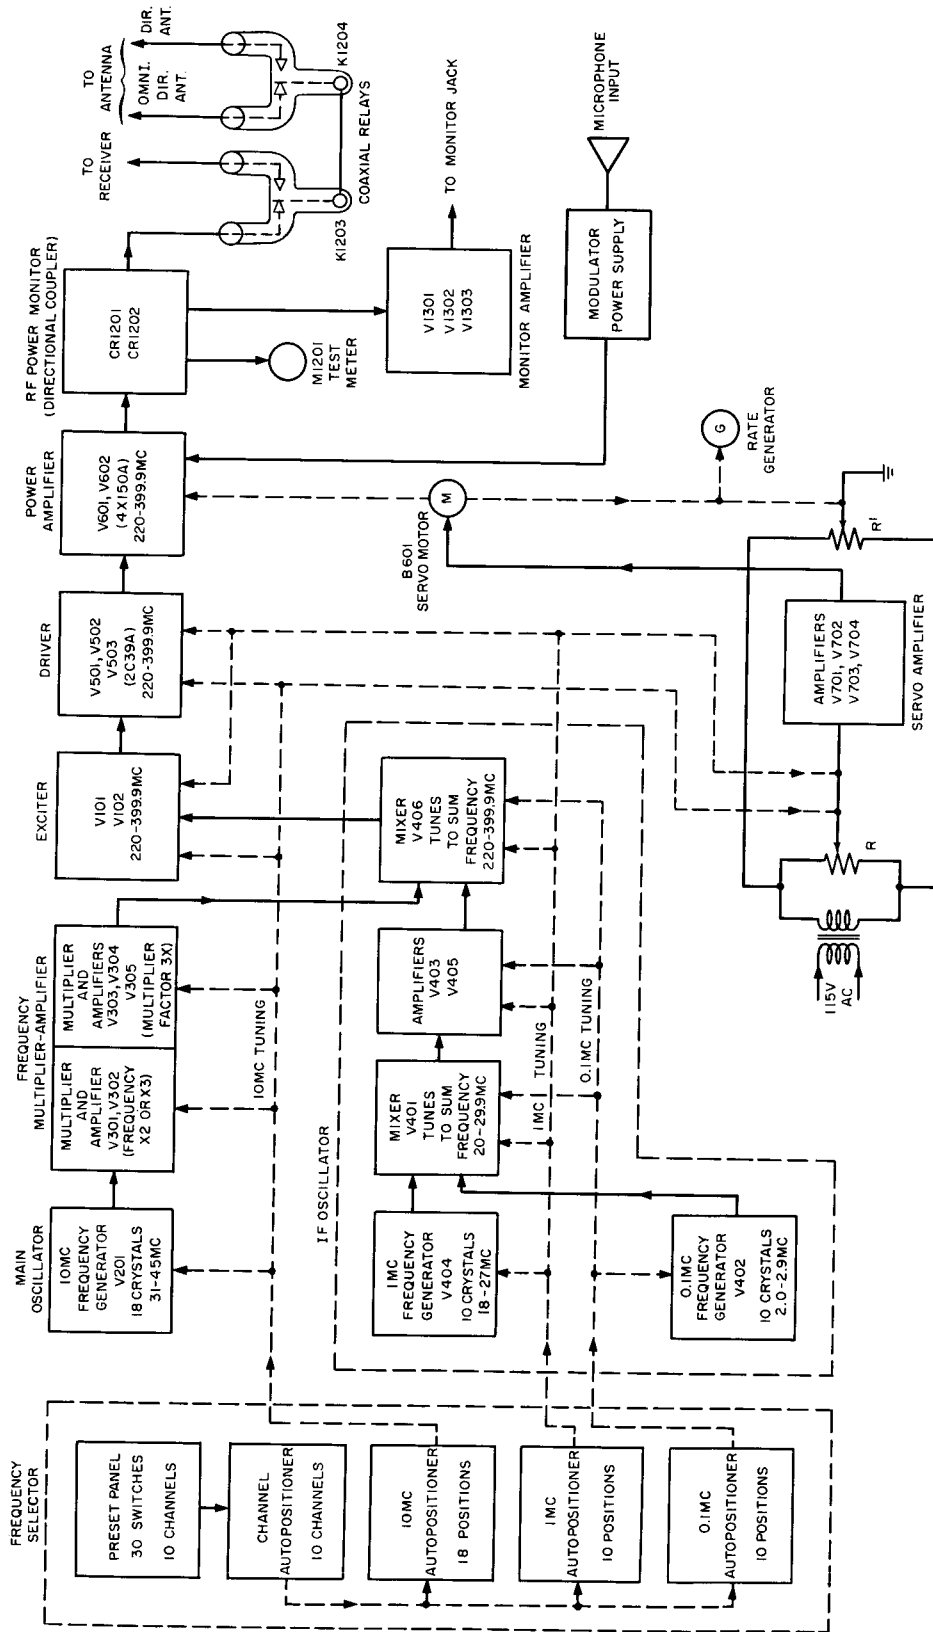 FREQUENCY
SELECTOR
PRESET PANEL
30 SWITCHES
10 CHANNELS
CHANNEL
AUTOPOSITIONER
10 CHANNELS
10MC
AUTOPOSITIONER
18 POSITIONS
1MC
AUTOPOSITIONER
10 POSITIONS
0.1MC
AUTOPOSITIONER
10 POSITIONS
MAIN
OSCILLATOR
10MC
FREQUENCY
GENERATOR
V201
18 CRYSTALS
31-45MC
FREQUENCY
MULTIPLIER-AMPLIFIER
MULTIPLIER
AND
AMPLIFIER
V301, V302
(FREQUENCY
X2 OR X3)
MULTIPLIER
AND
AMPLIFIERS
V303, V304
V305
(MULTIPLIER
FACTOR 3X)
10MC TUNING
EXCITER
V101
V102
220-399.9MC
DRIVER
V501, V502
V503
(2C39A)
220-399.9MC
POWER
AMPLIFIER
V601, V602
(4X150A)
220-399.9MC
RF POWER MONITOR
(DIRECTIONAL COUPLER)
CR1201
CR1202
M1201
TEST
METER
TO
RECEIVER
TO
ANTENNA
OMNI.
DIR.
ANT.
DIR.
ANT.
K1203
K1204
COAXIAL RELAYS
V1301
V1302
V1303
MONITOR AMPLIFIER
TO MONITOR JACK
MODULATOR
POWER SUPPLY
MICROPHONE
INPUT
IF OSCILLATOR
1MC
FREQUENCY
GENERATOR
V404
10 CRYSTALS
18-27MC
0.1MC
FREQUENCY
GENERATOR
V402
10 CRYSTALS
2.0-2.9MC
MIXER
V401
TUNES
TO SUM
FREQUENCY
20-29.9MC
1MC TUNING
0.1MC TUNING
AMPLIFIERS
V403
V405
MIXER
V406
TUNES
TO SUM
FREQUENCY
220-399.9MC
B601
SERVO MOTOR
M
G
RATE
GENERATOR
115V
AC
R
AMPLIFIERS
V701, V702
V703, V704
SERVO AMPLIFIER
R'